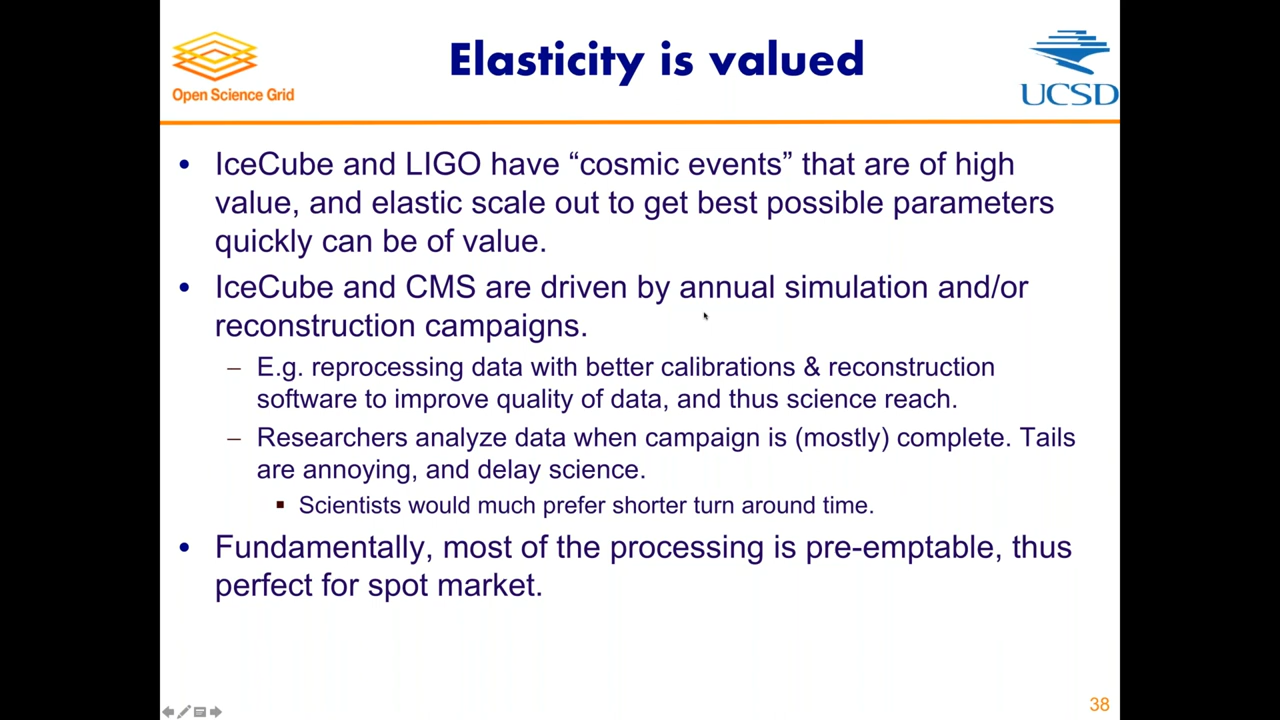 Elasticity is valued
Open Science Grid
UCSD
• IceCube and LIGO have “cosmic events” that are of high
value, and elastic scale out to get best possible parameters
quickly can be of value.
• IceCube and CMS are driven by annual simulation and/or
reconstruction campaigns.
– E.g. reprocessing data with better calibrations & reconstruction
software to improve quality of data, and thus science reach.
– Researchers analyze data when campaign is (mostly) complete. Tails
are annoying, and delay science.
▪ Scientists would much prefer shorter turn around time.
• Fundamentally, most of the processing is pre-emptable, thus
perfect for spot market.
38